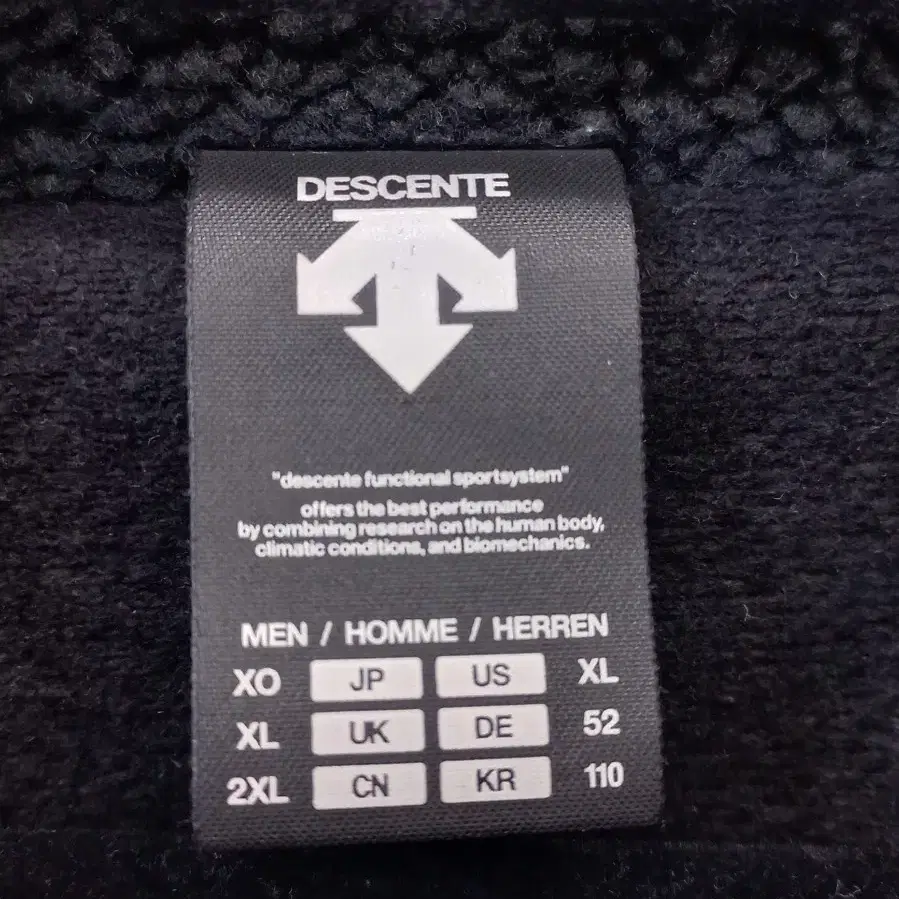 DESCENTE
"descente functional sportsystem"
offers the best performance
by combining research on the human body,
climatic conditions, and biomechanics.
MEN / HOMME / HERREN
XO JP US XL
XL UK DE 52
2XL CN KR 110